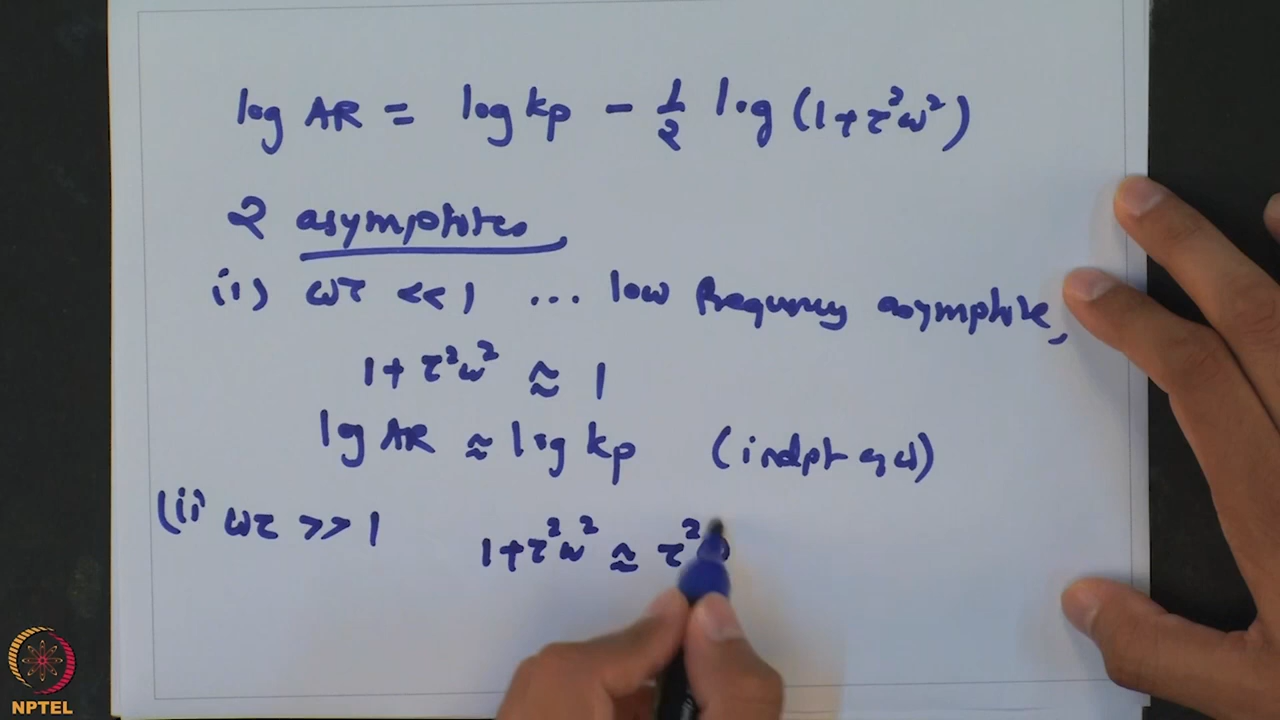 log AR = log kp - 1/2 log (1+τ²ω²)
2 asymptotes
(i) ωτ << 1 ... low frequency asymptote,
1 + τ²ω² ≈ 1
log AR ≈ log kp (indpt of ω)
(ii) ωτ >> 1 1+τ²ω² ≈ τ²
NPTEL